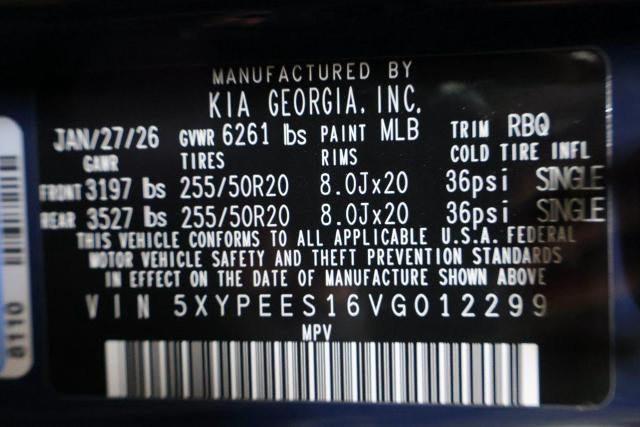 MANUFACTURED BY
KIA GEORGIA, INC.
JAN/27/26 GVWR 6261 lbs PAINT MLB TRIM RBQ
GAWR TIRES RIMS COLD TIRE INFL
FRONT 3197 lbs 255/50R20 8.0Jx20 36psi SINGLE
REAR 3527 lbs 255/50R20 8.0Jx20 36psi SINGLE
THIS VEHICLE CONFORMS TO ALL APPLICABLE U.S.A. FEDERAL
MOTOR VEHICLE SAFETY AND THEFT PREVENTION STANDARDS
IN EFFECT ON THE DATE OF MANUFACTURE SHOWN ABOVE
VIN 5XYPEES16VG012299
MPV
8110